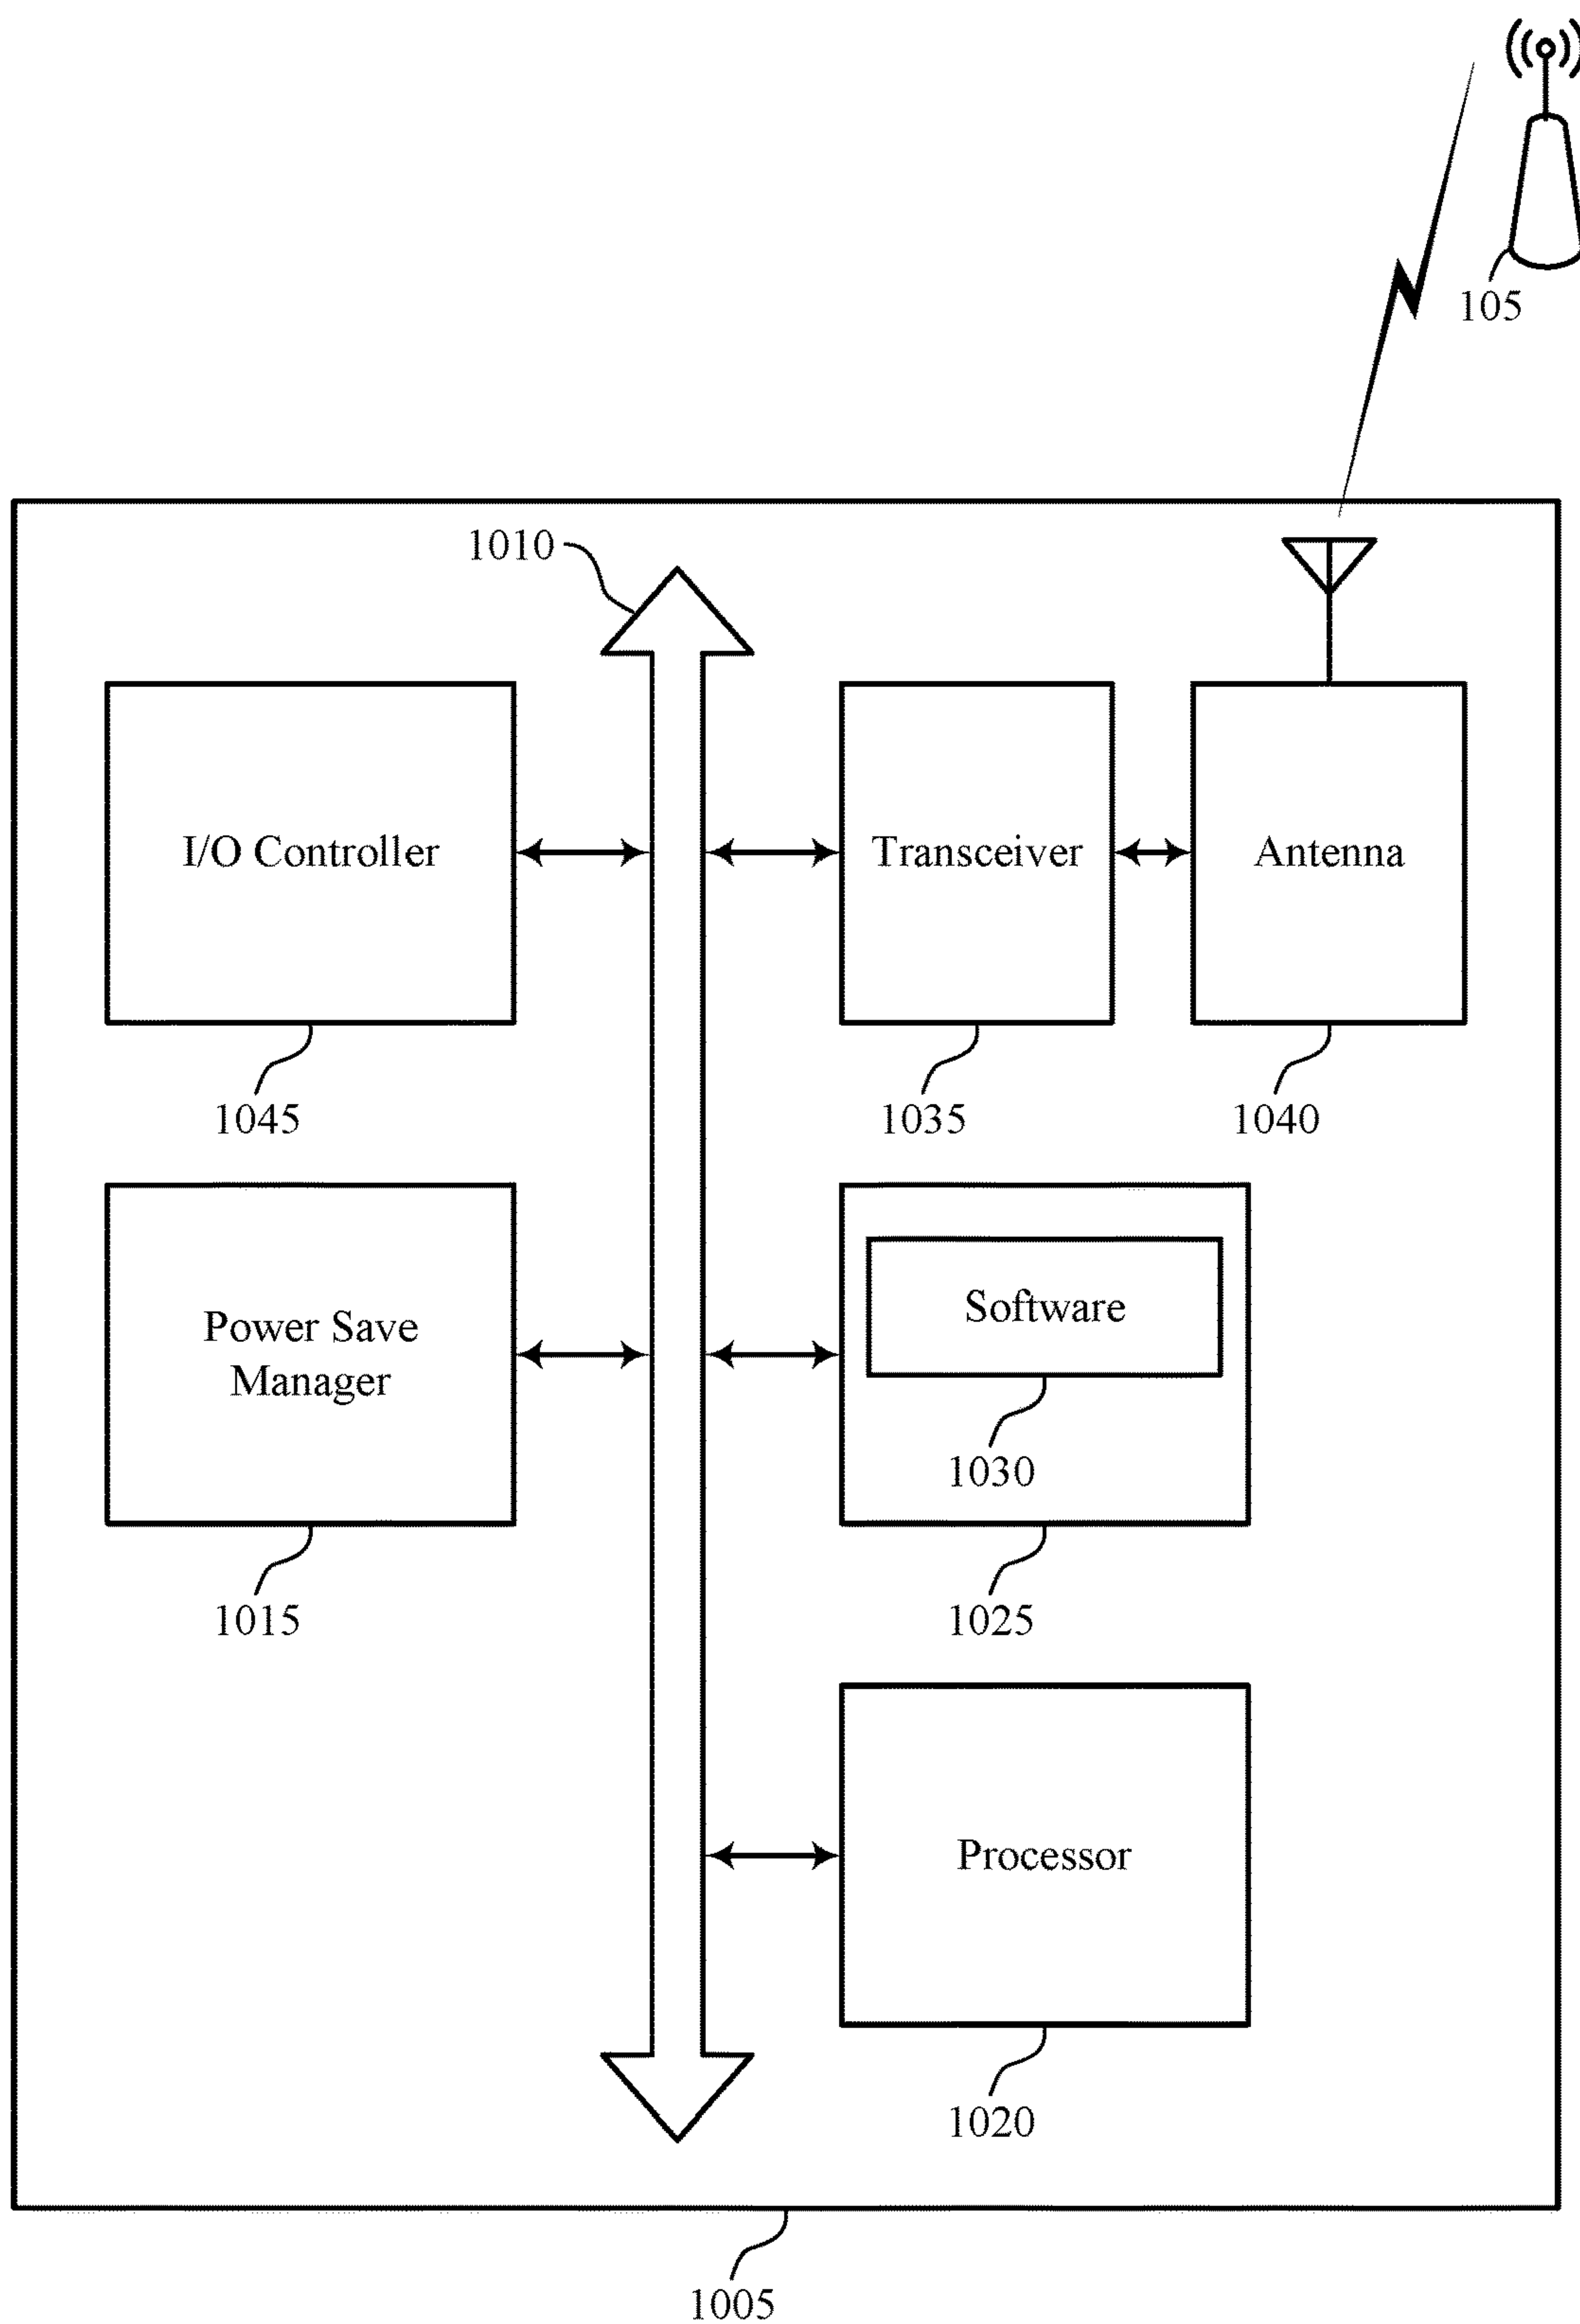 105
1010
I/O Controller
Transceiver
Antenna
1045
1035
1040
Power Save
Manager
Software
1030
1015
1025
Processor
1020
1005